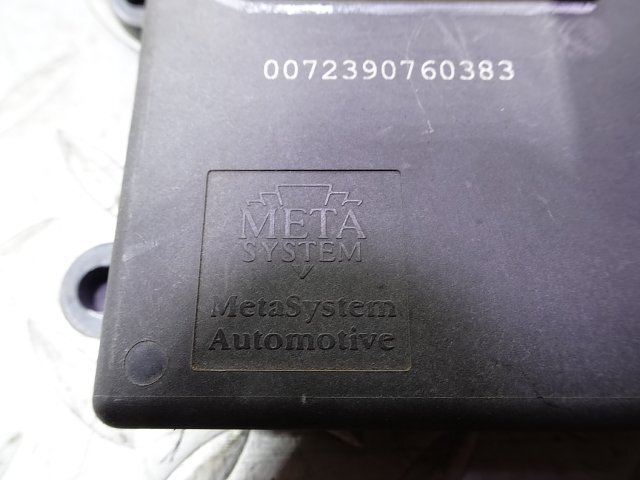 0072390760383
META
SYSTEM
MetaSystem
Automotive